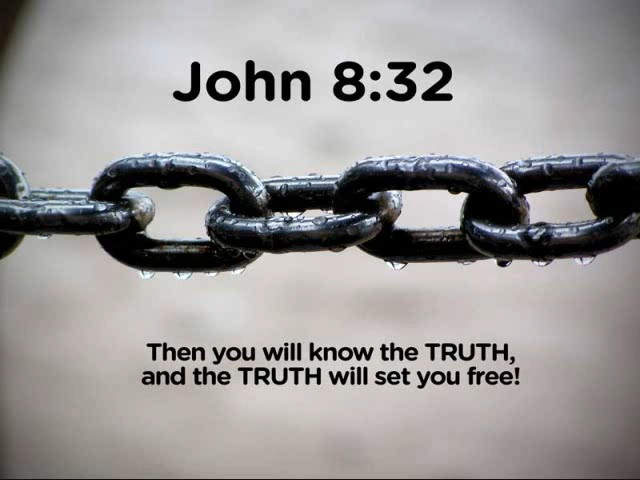 John 8:32
Then you will know the TRUTH,
and the TRUTH will set you free!